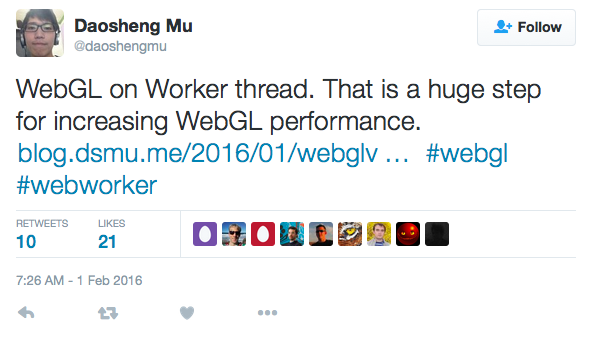 Daosheng Mu
@daoshengmu
Follow
WebGL on Worker thread. That is a huge step
for increasing WebGL performance.
blog.dsmu.me/2016/01/webglv … #webgl
#webworker
RETWEETS LIKES
10 21
7:26 AM - 1 Feb 2016